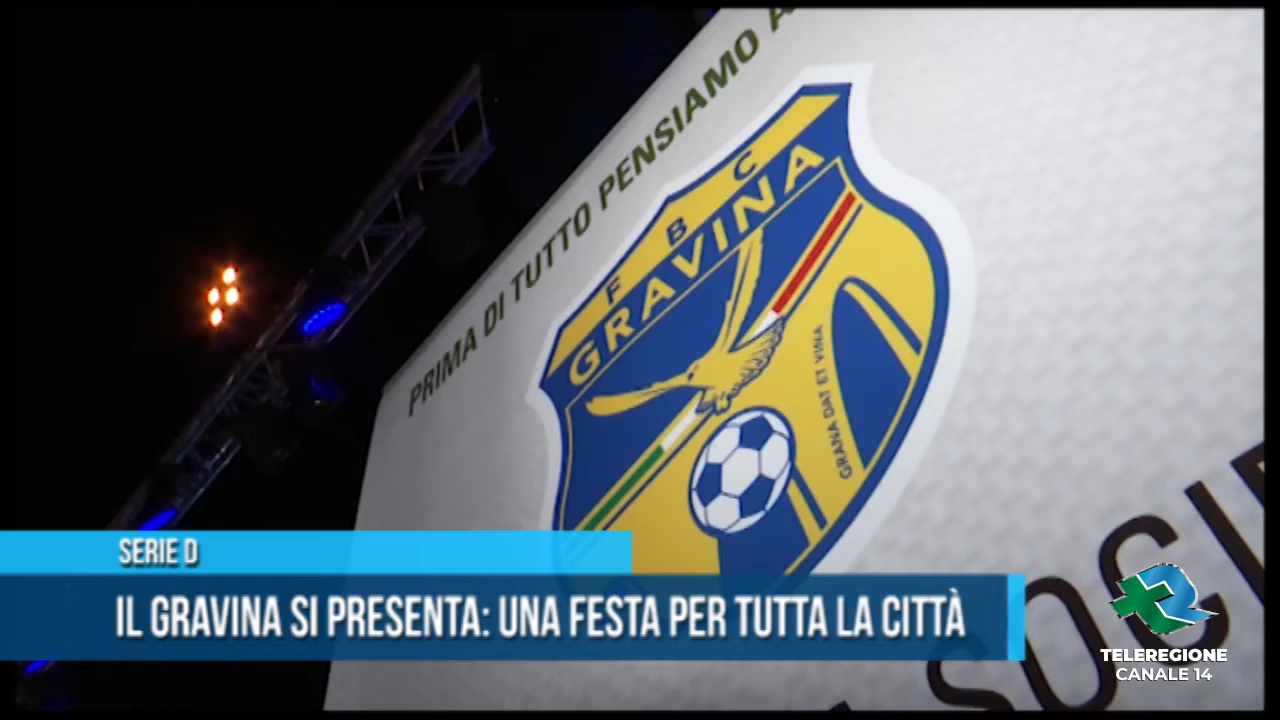 PRIMA DI TUTTO PENSIAMO
F B C
GRAVINA
GRANA DAT ET VINA
SERIE D
IL GRAVINA SI PRESENTA: UNA FESTA PER TUTTA LA CITTÀ
TELEREGIONE
CANALE 14